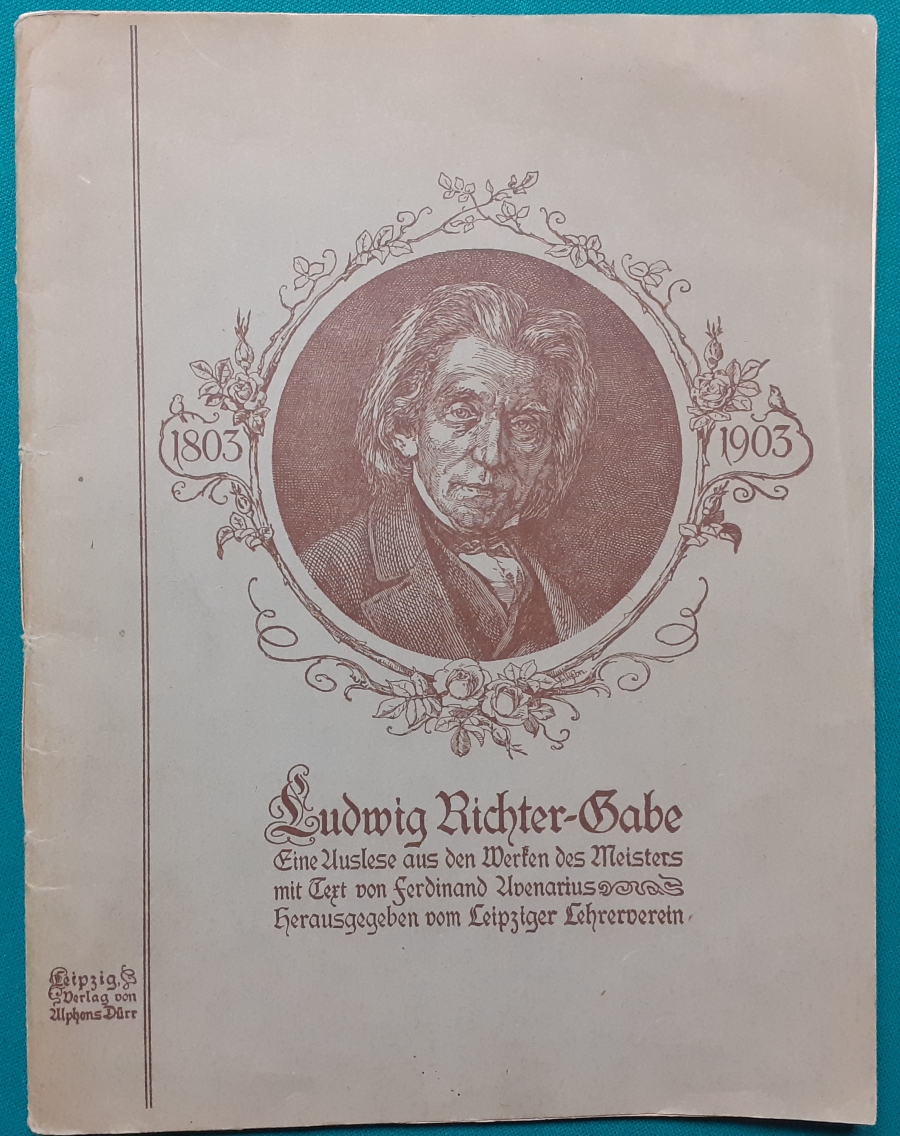 1803
1903
Ludwig Richter-Gabe
Eine Auslese aus den Werken des Meisters
mit Text von Ferdinand Avenarius
Herausgegeben vom Leipziger Lehrerverein
Leipzig,
Verlag von
Alphons Dürr